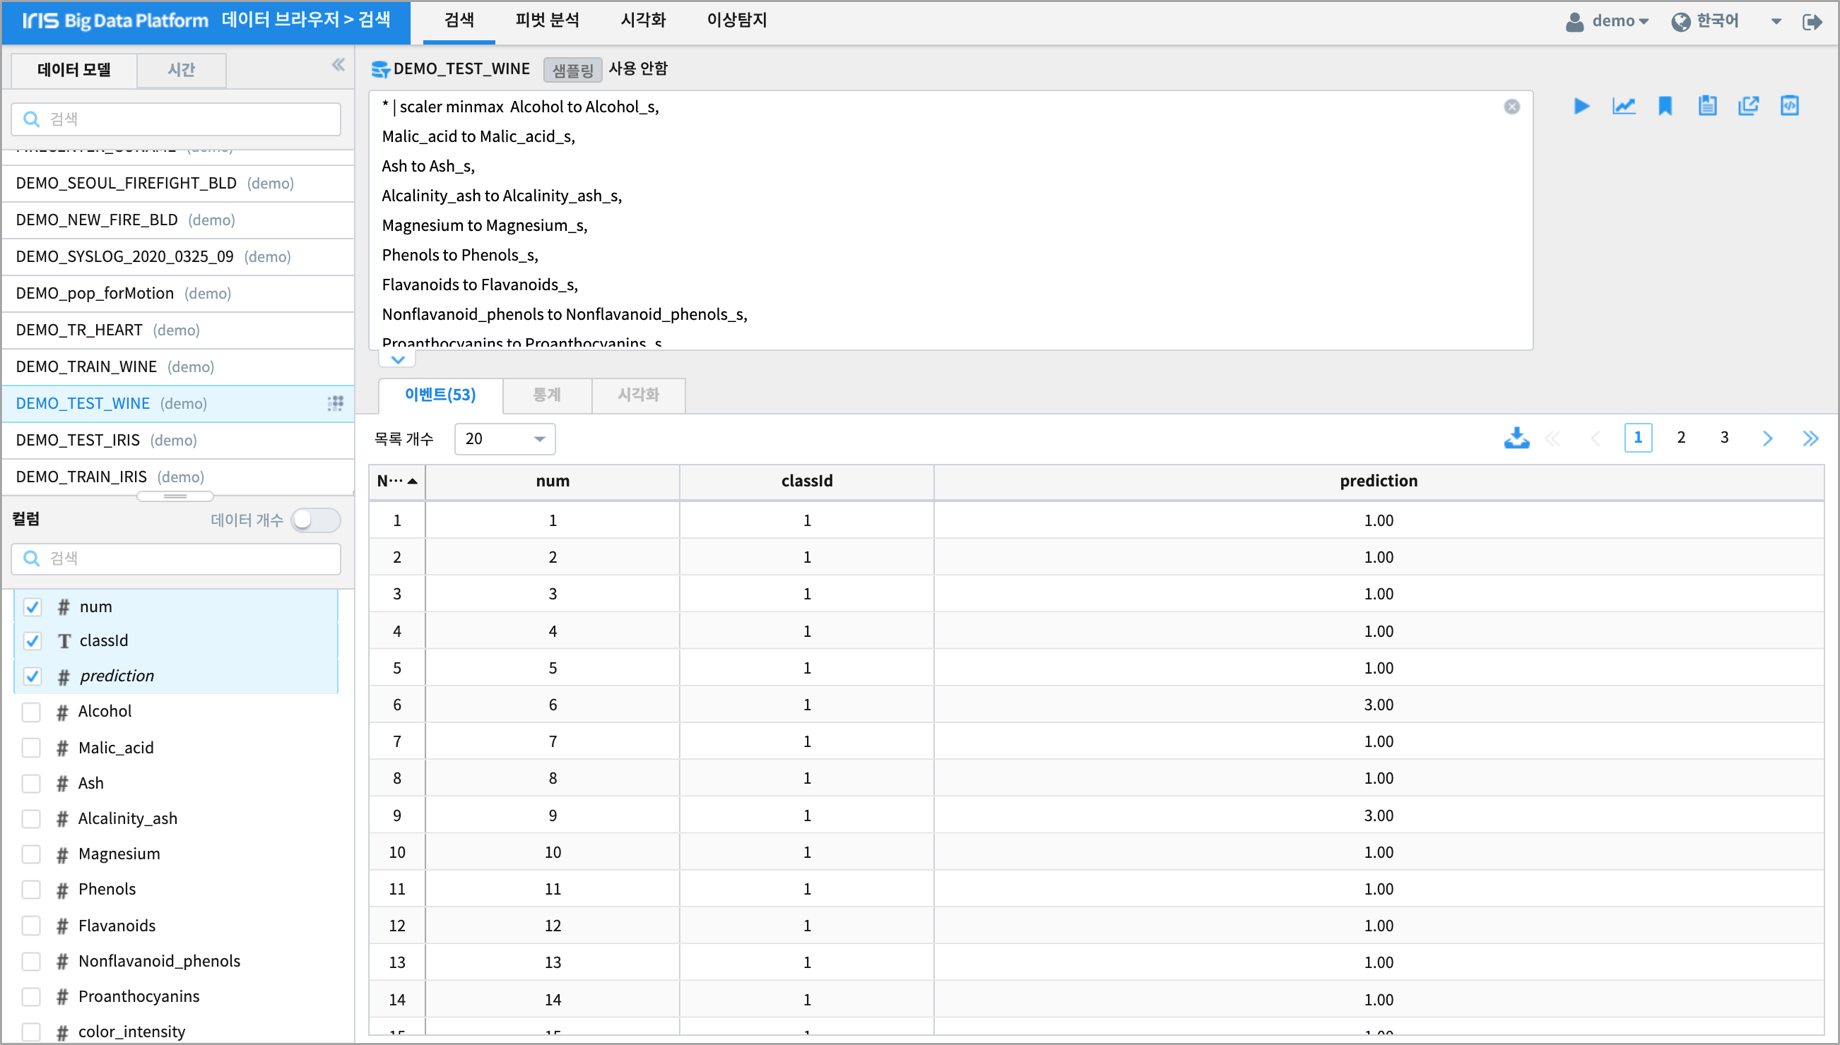 IRIS Big Data Platform 데이터 브라우저 > 검색
검색 피벗 분석 시각화 이상탐지
demo 한국어
데이터 모델 시간
검색
FIRECENTER_GUNAME (demo)
DEMO_SEOUL_FIREFIGHT_BLD (demo)
DEMO_NEW_FIRE_BLD (demo)
DEMO_SYSLOG_2020_0325_09 (demo)
DEMO_pop_forMotion (demo)
DEMO_TR_HEART (demo)
DEMO_TRAIN_WINE (demo)
DEMO_TEST_WINE (demo)
DEMO_TEST_IRIS (demo)
DEMO_TRAIN_IRIS (demo)
컬럼 데이터 개수
검색
# num
T classId
# prediction
# Alcohol
# Malic_acid
# Ash
# Alcalinity_ash
# Magnesium
# Phenols
# Flavanoids
# Nonflavanoid_phenols
# Proanthocyanins
# color_intensity
DEMO_TEST_WINE 샘플링 사용 안함
* | scaler minmax Alcohol to Alcohol_s,
Malic_acid to Malic_acid_s,
Ash to Ash_s,
Alcalinity_ash to Alcalinity_ash_s,
Magnesium to Magnesium_s,
Phenols to Phenols_s,
Flavanoids to Flavanoids_s,
Nonflavanoid_phenols to Nonflavanoid_phenols_s,
Proanthocyanins to Proanthocyanins_s
이벤트(53) 통계 시각화
목록 개수 20
1 2 3
N··· num classId prediction
1 1 1 1.00
2 2 1 1.00
3 3 1 1.00
4 4 1 1.00
5 5 1 1.00
6 6 1 3.00
7 7 1 1.00
8 8 1 1.00
9 9 1 3.00
10 10 1 1.00
11 11 1 1.00
12 12 1 1.00
13 13 1 1.00
14 14 1 1.00
15 15 1 1.00